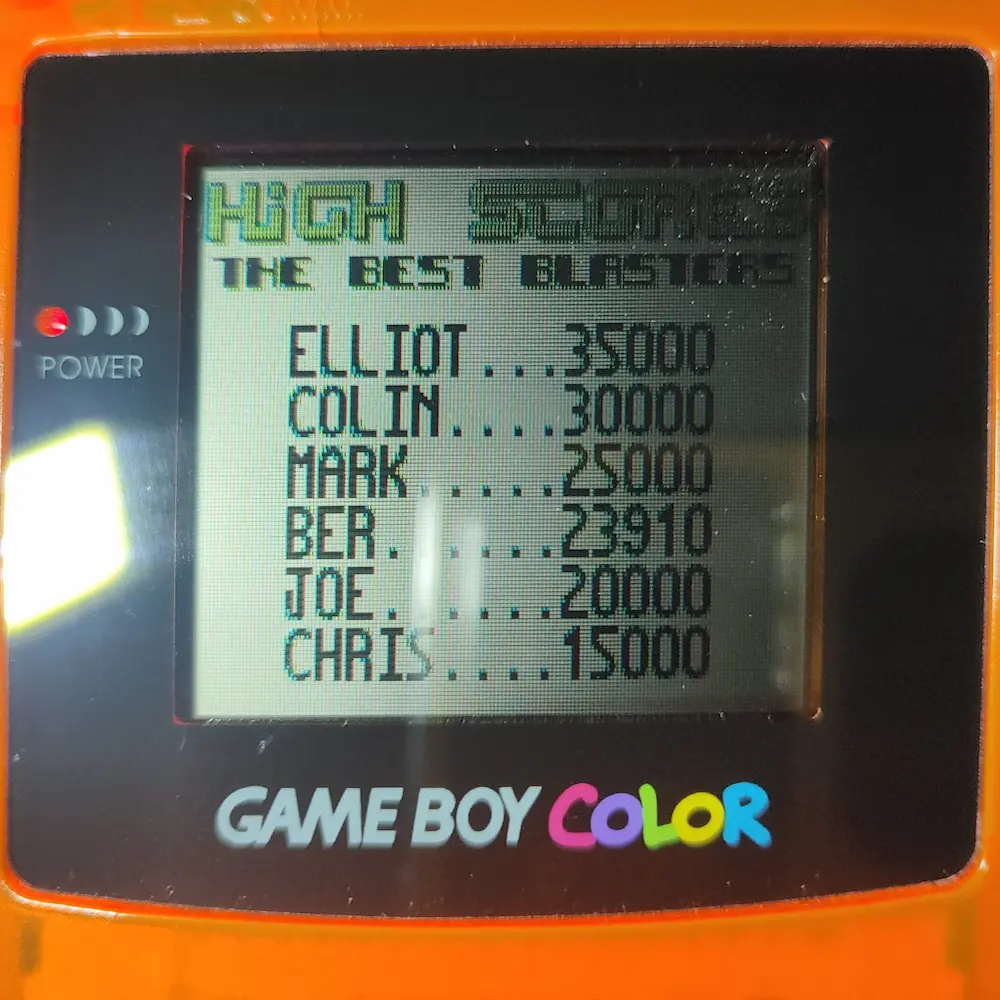 HIGH SCORES
THE BEST BLASTERS
ELLIOT...35000
COLIN....30000
MARK.....25000
BER......23910
JOE......20000
CHRIS....15000
POWER
GAME BOY COLOR